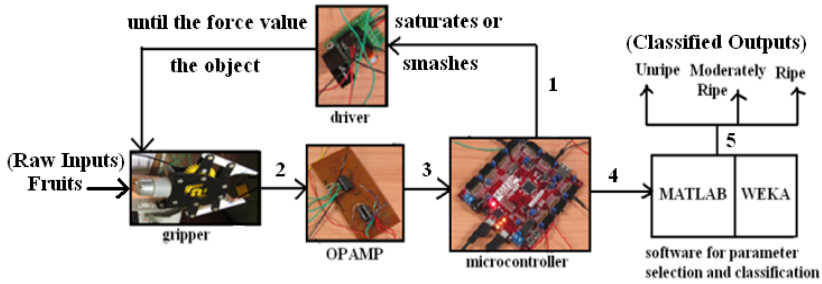 until the force value
saturates or
the object
smashes
driver
1
(Classified Outputs)
Unripe
Moderately
Ripe
Ripe
5
(Raw Inputs)
Fruits
gripper
2
OPAMP
3
microcontroller
4
MATLAB
WEKA
software for parameter
selection and classification